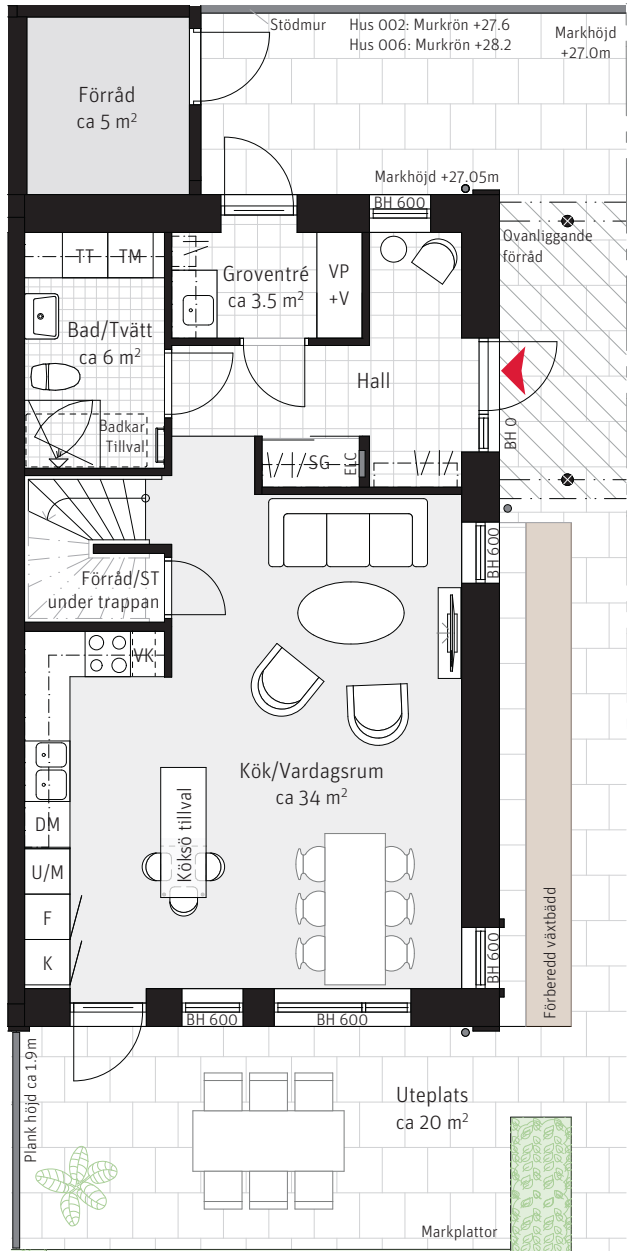 Stödmur
Hus 002: Murkrön +27.6
Hus 006: Murkrön +28.2
Markhöjd
+27.0m
Förråd
ca 5 m²
Markhöjd +27.05m
BH 600
Ovanliggande
förråd
TT
TM
Groventré
ca 3.5 m²
VP
+V
Bad/Tvätt
ca 6 m²
Hall
Badkar
Tillval
BH 0
SG
ELC
BH 600
Förråd/ST
under trappan
VK
Kök/Vardagsrum
ca 34 m²
Köksö tillval
DM
U/M
F
K
BH 600
Förberedd växtbädd
BH 600
BH 600
Plank höjd ca 1.9m
Uteplats
ca 20 m²
Markplattor